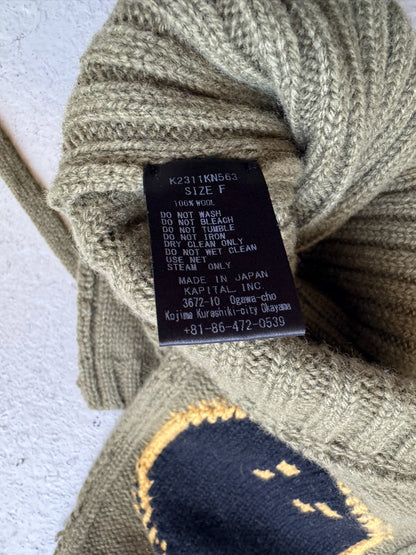 K2311KN563
SIZE F
100% WOOL
DO NOT WASH
DO NOT BLEACH
DO NOT TUMBLE
DO NOT IRON
DRY CLEAN ONLY
DO NOT WET CLEAN
USE NET
STEAM ONLY
MADE IN JAPAN
KAPITAL INC.
3672-10 Ogawa-cho
Kojima Kurashiki-city Okayama
+81-86-472-0539